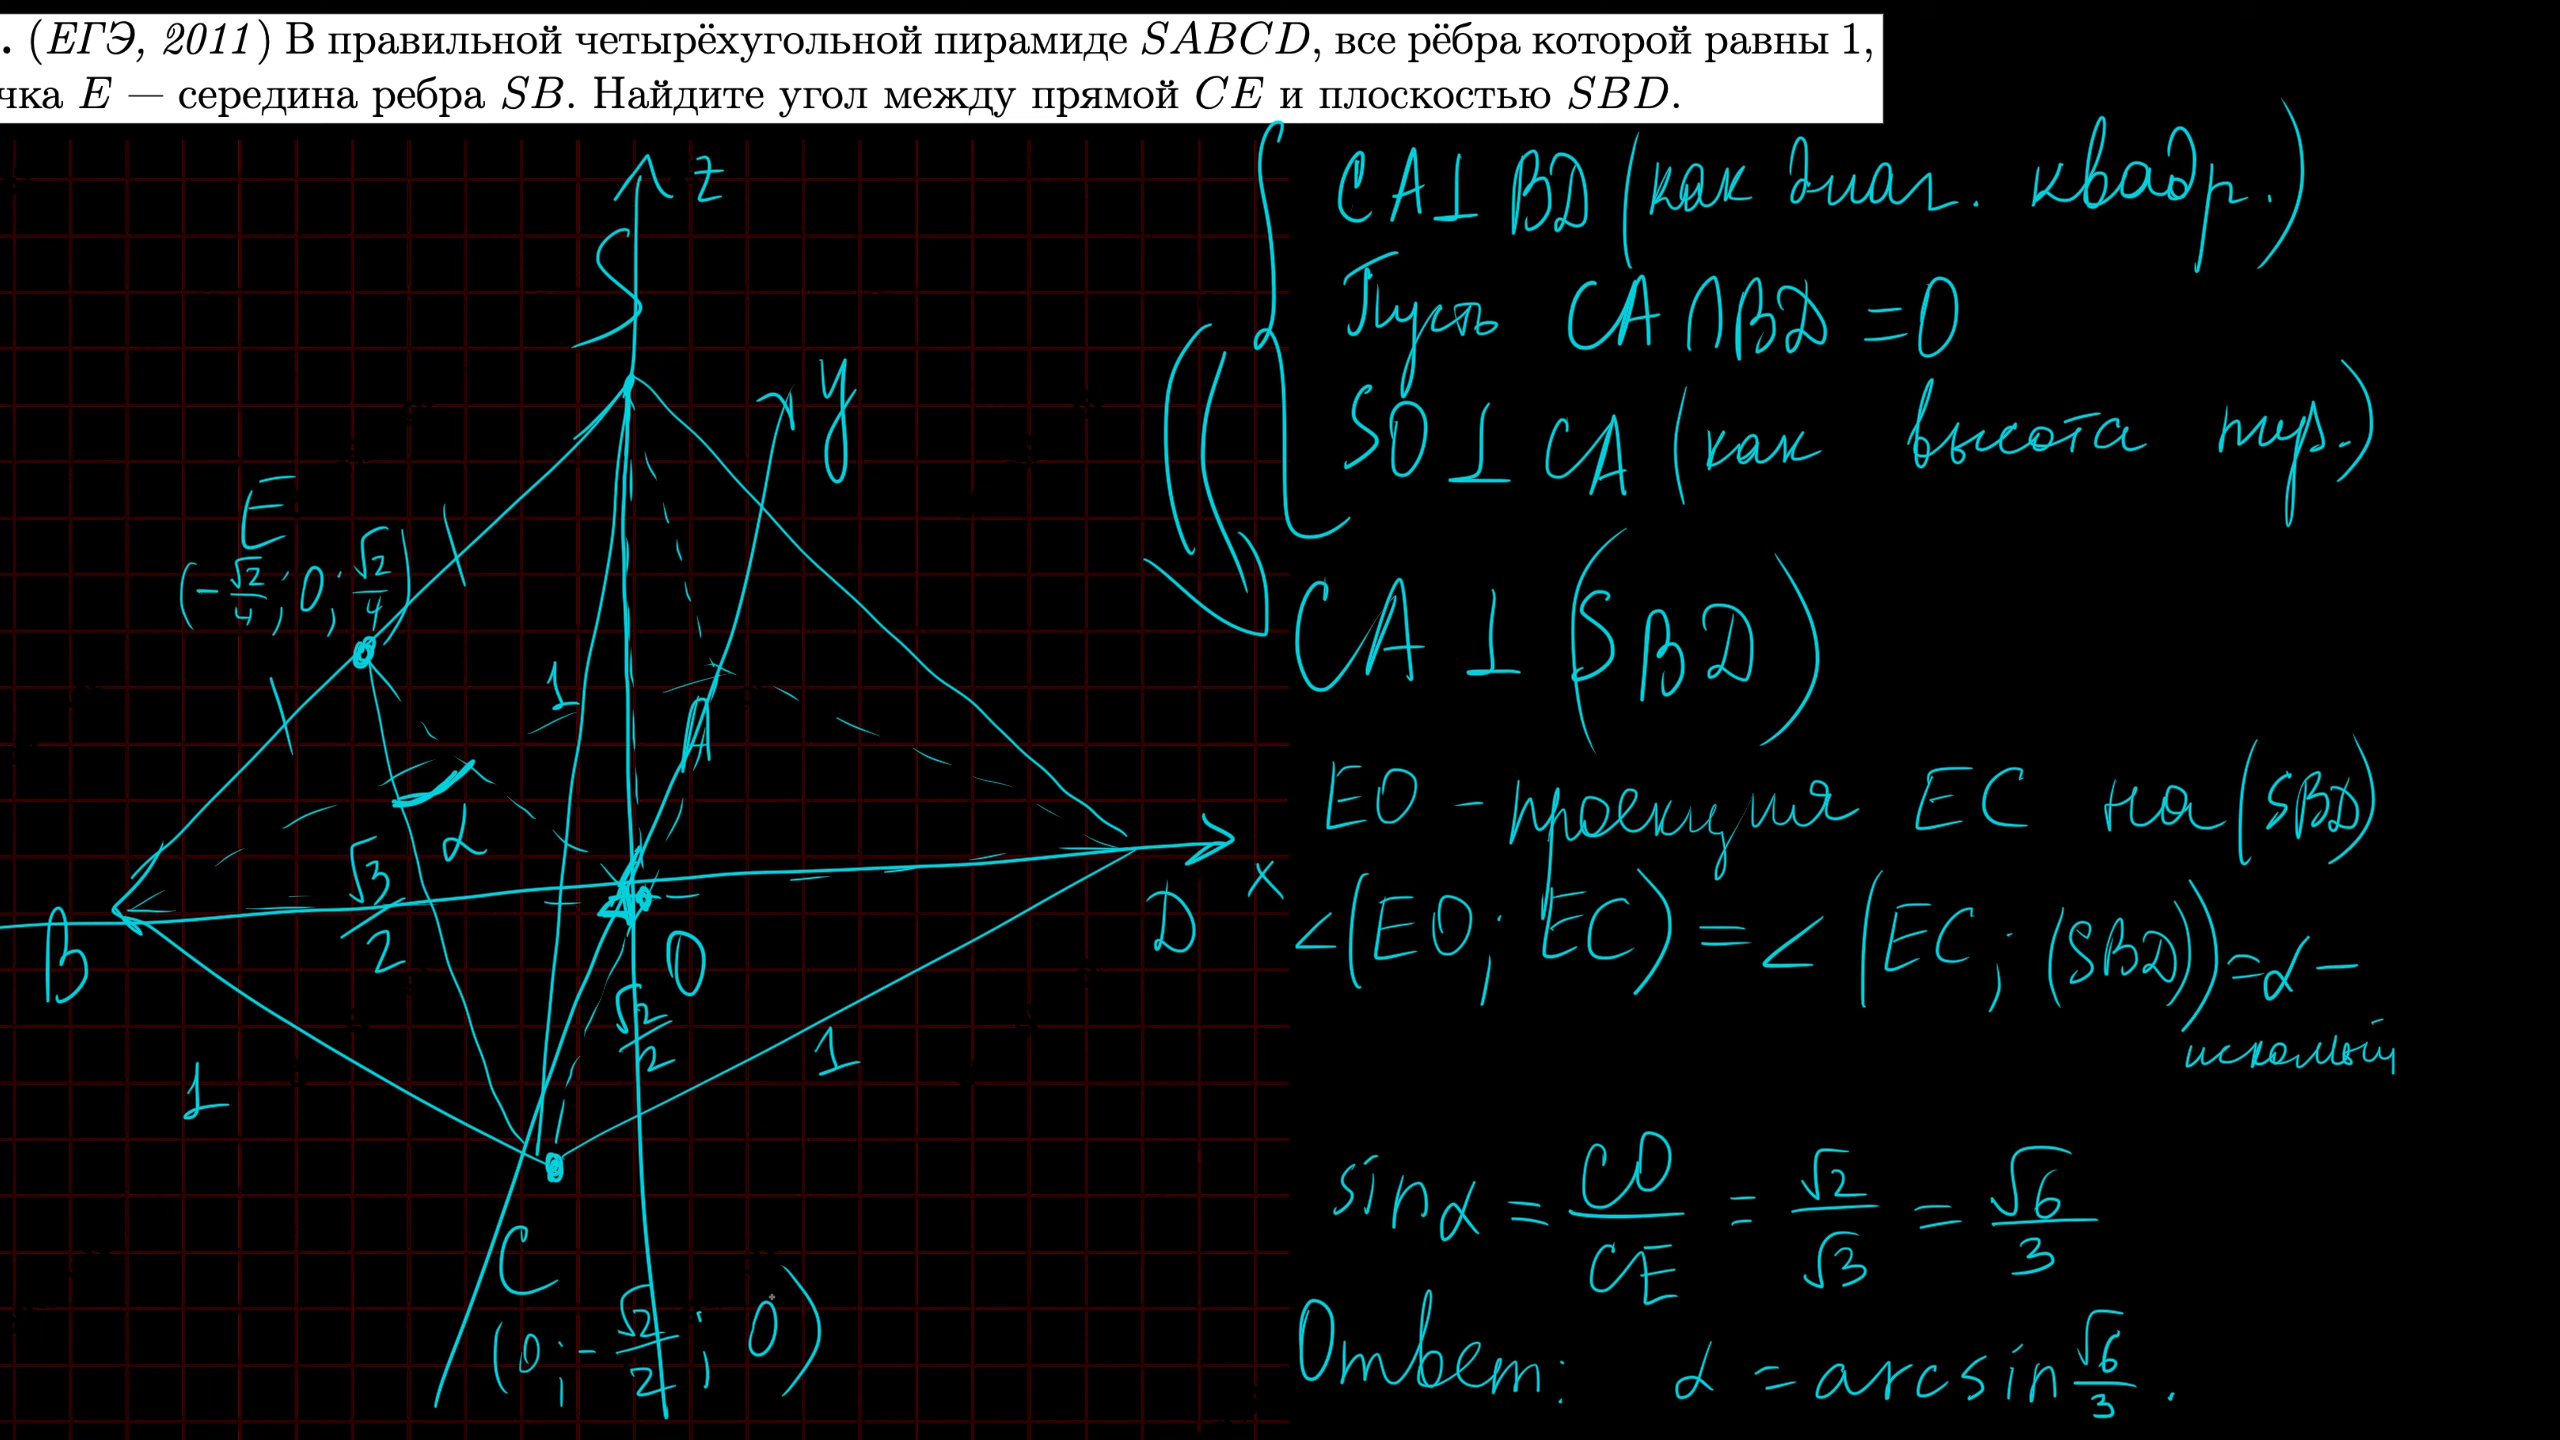 . (ЕГЭ, 2011) В правильной четырёхугольной пирамиде SABCD, все рёбра которой равны 1,
чка E — середина ребра SB. Найдите угол между прямой CE и плоскостью SBD.
z
S
y
E
(-√2/4; 0; √2/4)
1
A
α
√3/2
x
B
D
O
√2/2
1
1
C
(0; -√2/2; 0)
CA⊥BD (как диаг. квадр.)
Пусть CA∩BD=O
SO⊥CA (как высота пир.)
CA⊥(SBD)
EO - проекция EC на (SBD)
∠(EO; EC) = ∠(EC; (SBD)) = α -
искомый
sinα = CO/CE = √2/√3 = √6/3
Ответ: α = arcsin √6/3.